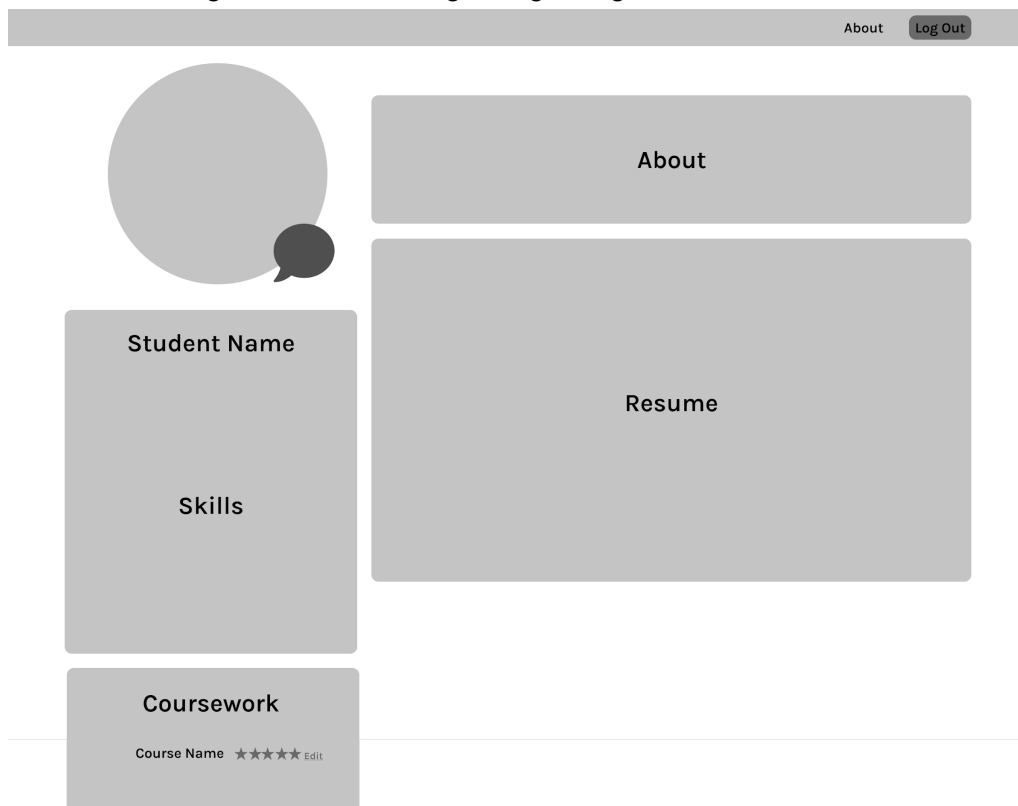 About
Log Out
About
Resume
Student Name
Skills
Coursework
Course Name ★★★★★ Edit